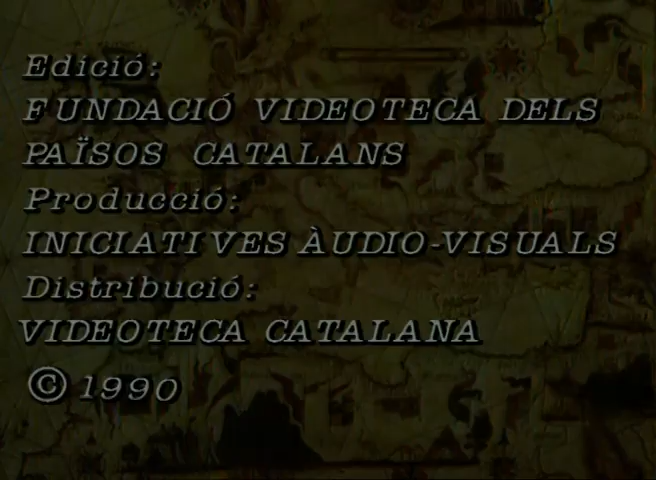 Edició:
FUNDACIÓ VIDEOTECA DELS
PAÏSOS CATALANS
Producció:
INICIATIVES ÀUDIO-VISUALS
Distribució:
VIDEOTECA CATALANA
© 1990